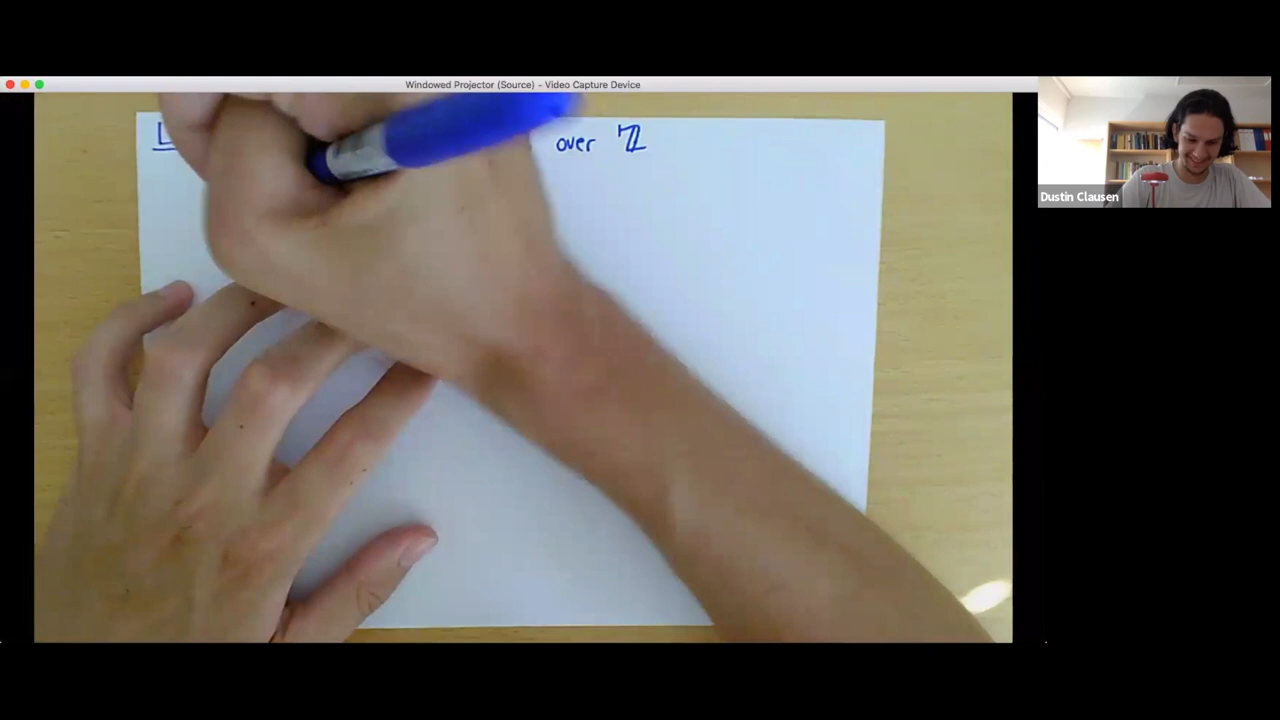 Windowed Projector (Source) - Video Capture Device
over ℤ
Dustin Clausen